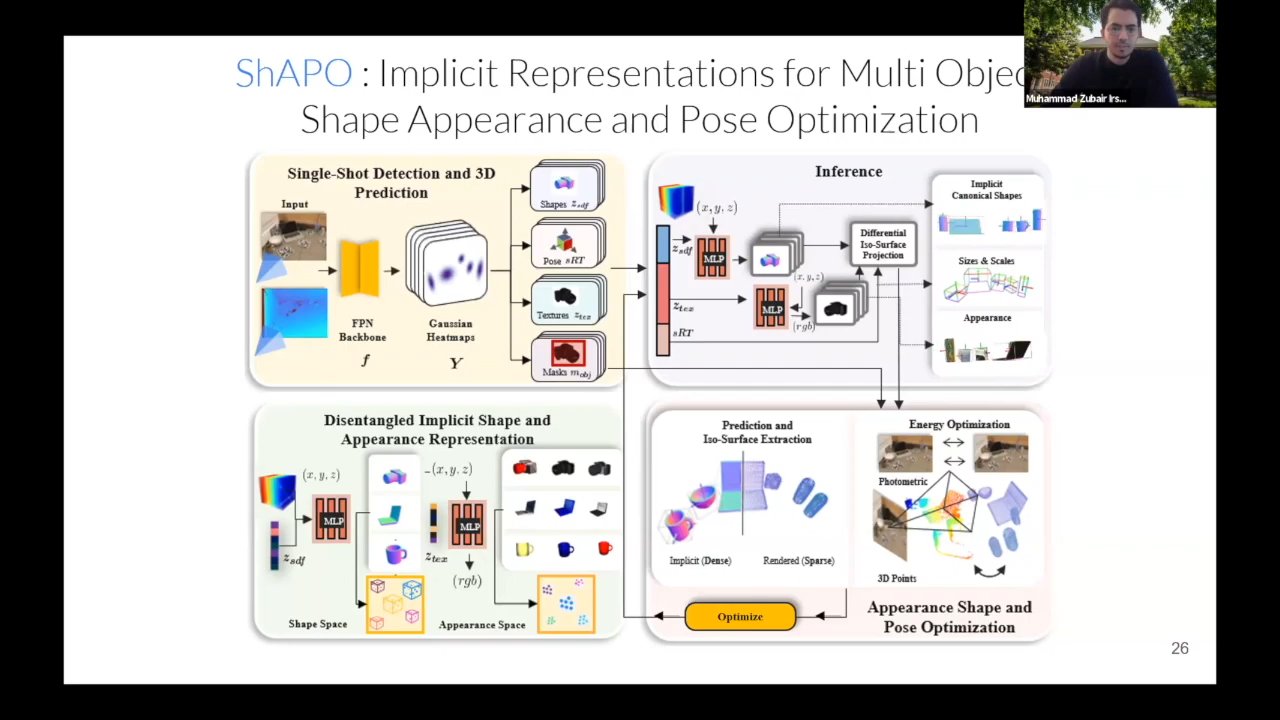 ShAPO : Implicit Representations for Multi Objec
Shape Appearance and Pose Optimization
Muhammad Zubair Irs...
Single-Shot Detection and 3D
Prediction
Input
FPN
Backbone
f
Gaussian
Heatmaps
Y
Shapes z_sdf
Pose sRT
Textures z_tex
Masks m_obj
Inference
(x, y, z)
z_sdf
MLP
z_tex
MLP
(x, y, z)
(rgb)
sRT
Differential
Iso-Surface
Projection
Implicit
Canonical Shapes
Sizes & Scales
Appearance
Disentangled Implicit Shape and
Appearance Representation
(x, y, z)
MLP
z_sdf
Shape Space
(x, y, z)
MLP
z_tex
(rgb)
Appearance Space
Prediction and
Iso-Surface Extraction
Implicit (Dense)
Rendered (Sparse)
Energy Optimization
Photometric
3D Points
Optimize
Appearance Shape and
Pose Optimization
26